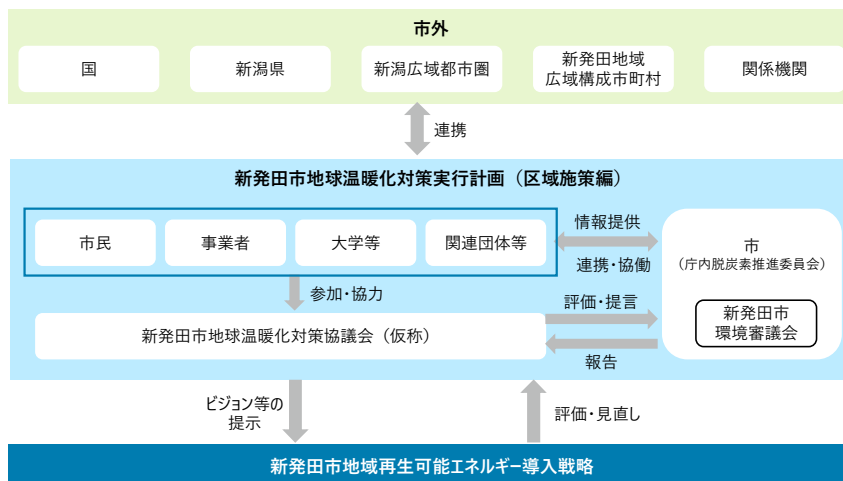 市外
国
新潟県
新潟広域都市圏
新発田地域
広域構成市町村
関係機関
連携
新発田市地球温暖化対策実行計画（区域施策編）
市民
事業者
大学等
関連団体等
情報提供
連携・協働
市
（庁内脱炭素推進委員会）
参加・協力
評価・提言
新発田市
環境審議会
新発田市地球温暖化対策協議会（仮称）
報告
ビジョン等の
提示
評価・見直し
新発田市地域再生可能エネルギー導入戦略